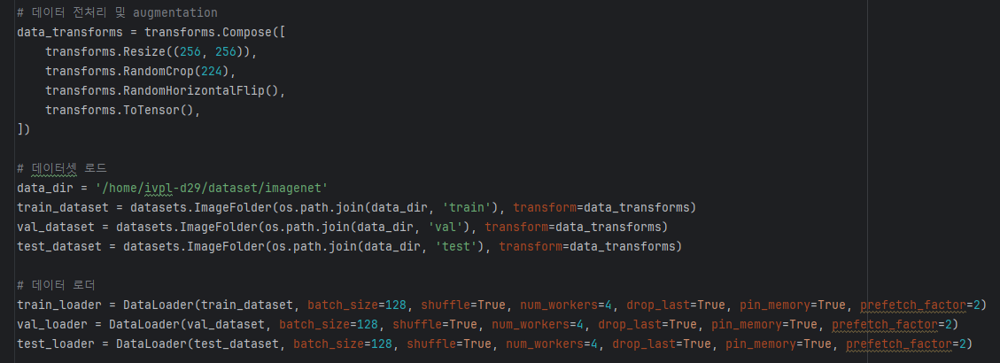 # 데이터 전처리 및 augmentation
data_transforms = transforms.Compose([
    transforms.Resize((256, 256)),
    transforms.RandomCrop(224),
    transforms.RandomHorizontalFlip(),
    transforms.ToTensor(),
])

# 데이터셋 로드
data_dir = '/home/ivpl-d29/dataset/imagenet'
train_dataset = datasets.ImageFolder(os.path.join(data_dir, 'train'), transform=data_transforms)
val_dataset = datasets.ImageFolder(os.path.join(data_dir, 'val'), transform=data_transforms)
test_dataset = datasets.ImageFolder(os.path.join(data_dir, 'test'), transform=data_transforms)

# 데이터 로더
train_loader = DataLoader(train_dataset, batch_size=128, shuffle=True, num_workers=4, drop_last=True, pin_memory=True, prefetch_factor=2)
val_loader = DataLoader(val_dataset, batch_size=128, shuffle=True, num_workers=4, drop_last=True, pin_memory=True, prefetch_factor=2)
test_loader = DataLoader(test_dataset, batch_size=128, shuffle=True, num_workers=4, drop_last=True, pin_memory=True, prefetch_factor=2)